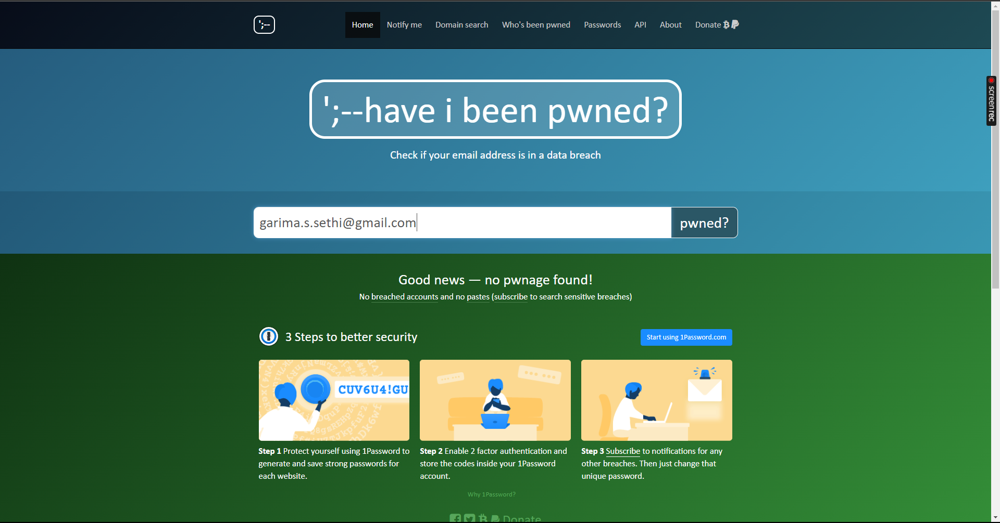 ';--
Home
Notify me
Domain search
Who's been pwned
Passwords
API
About
Donate
';--have i been pwned?
Check if your email address is in a data breach
garima.s.sethi@gmail.com
pwned?
screenrec
Good news — no pwnage found!
No breached accounts and no pastes (subscribe to search sensitive breaches)
3 Steps to better security
Start using 1Password.com
CUV6U4!GU
Step 1 Protect yourself using 1Password to
generate and save strong passwords for
each website.
Step 2 Enable 2 factor authentication and
store the codes inside your 1Password
account.
Step 3 Subscribe to notifications for any
other breaches. Then just change that
unique password.
Why 1Password?
Donate